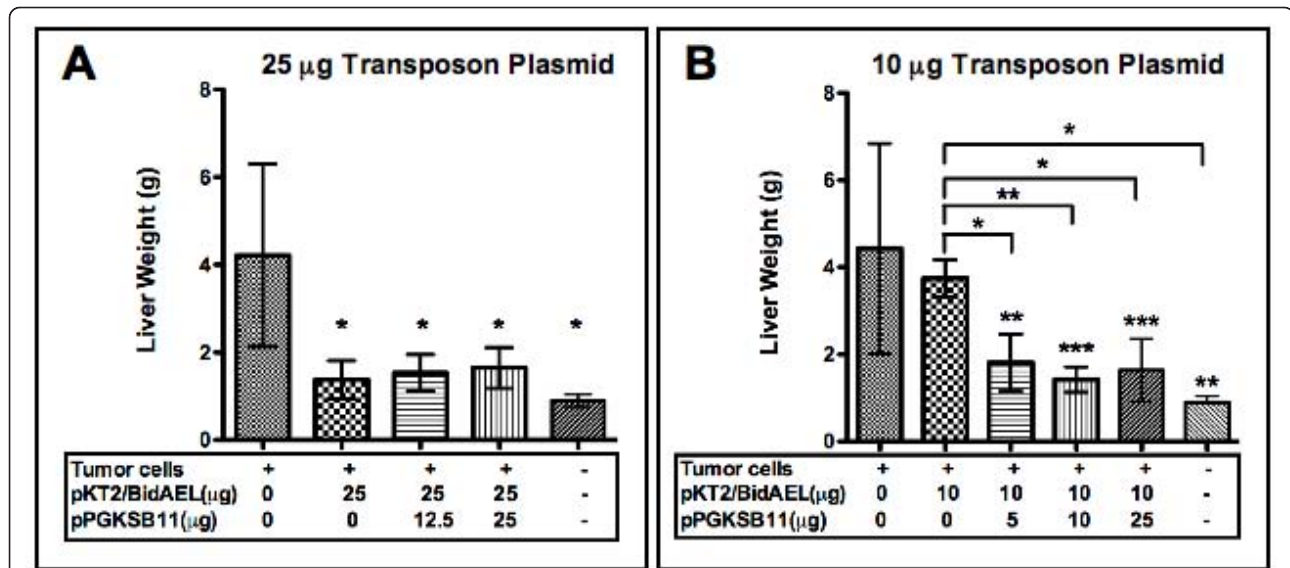 A 25 μg Transposon Plasmid
Liver Weight (g)
8
6
4
2
0
* * * *
Tumor cells + + + + -
pKT2/BidAEL(μg) 0 25 25 25 -
pPGKSB11(μg) 0 0 12.5 25 -
B 10 μg Transposon Plasmid
Liver Weight (g)
8
6
4
2
0
*
*
**
*
** *** *** **
Tumor cells + + + + + -
pKT2/BidAEL(μg) 0 10 10 10 10 -
pPGKSB11(μg) 0 0 5 10 25 -